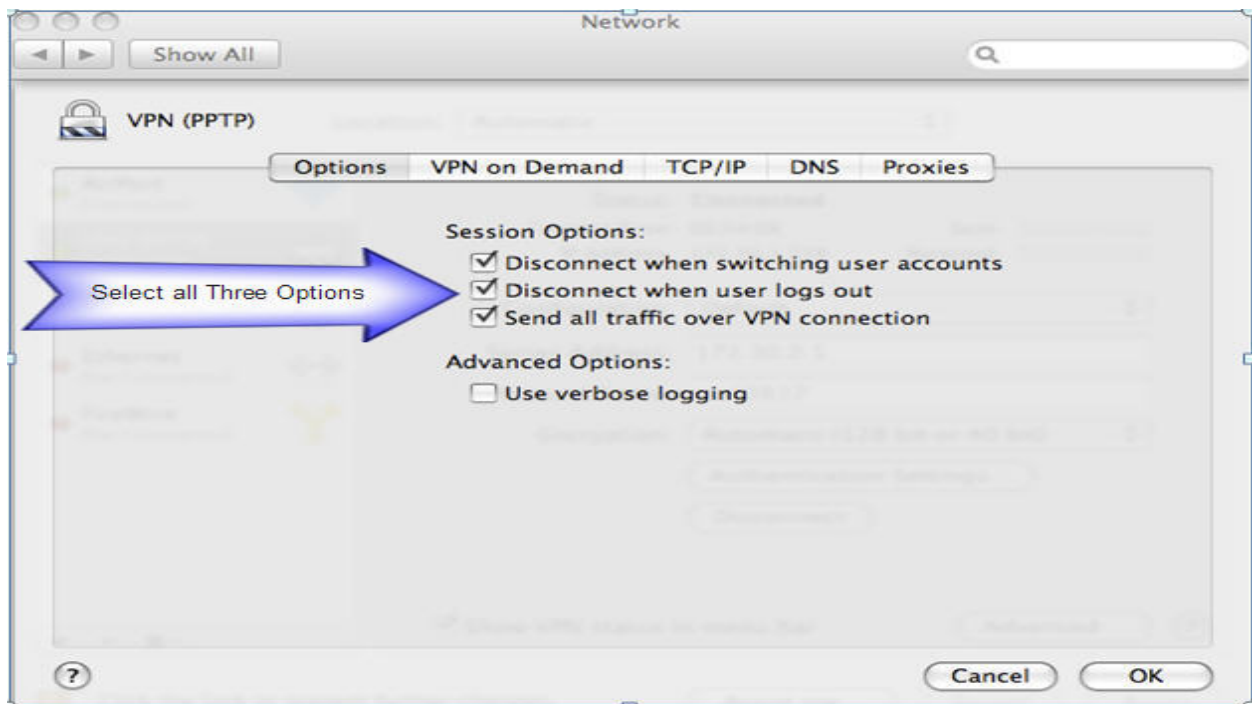 Network
Show All
VPN (PPTP)
Options VPN on Demand TCP/IP DNS Proxies
Session Options:
Disconnect when switching user accounts
Select all Three Options
Disconnect when user logs out
Send all traffic over VPN connection
Advanced Options:
Use verbose logging
?
Cancel OK